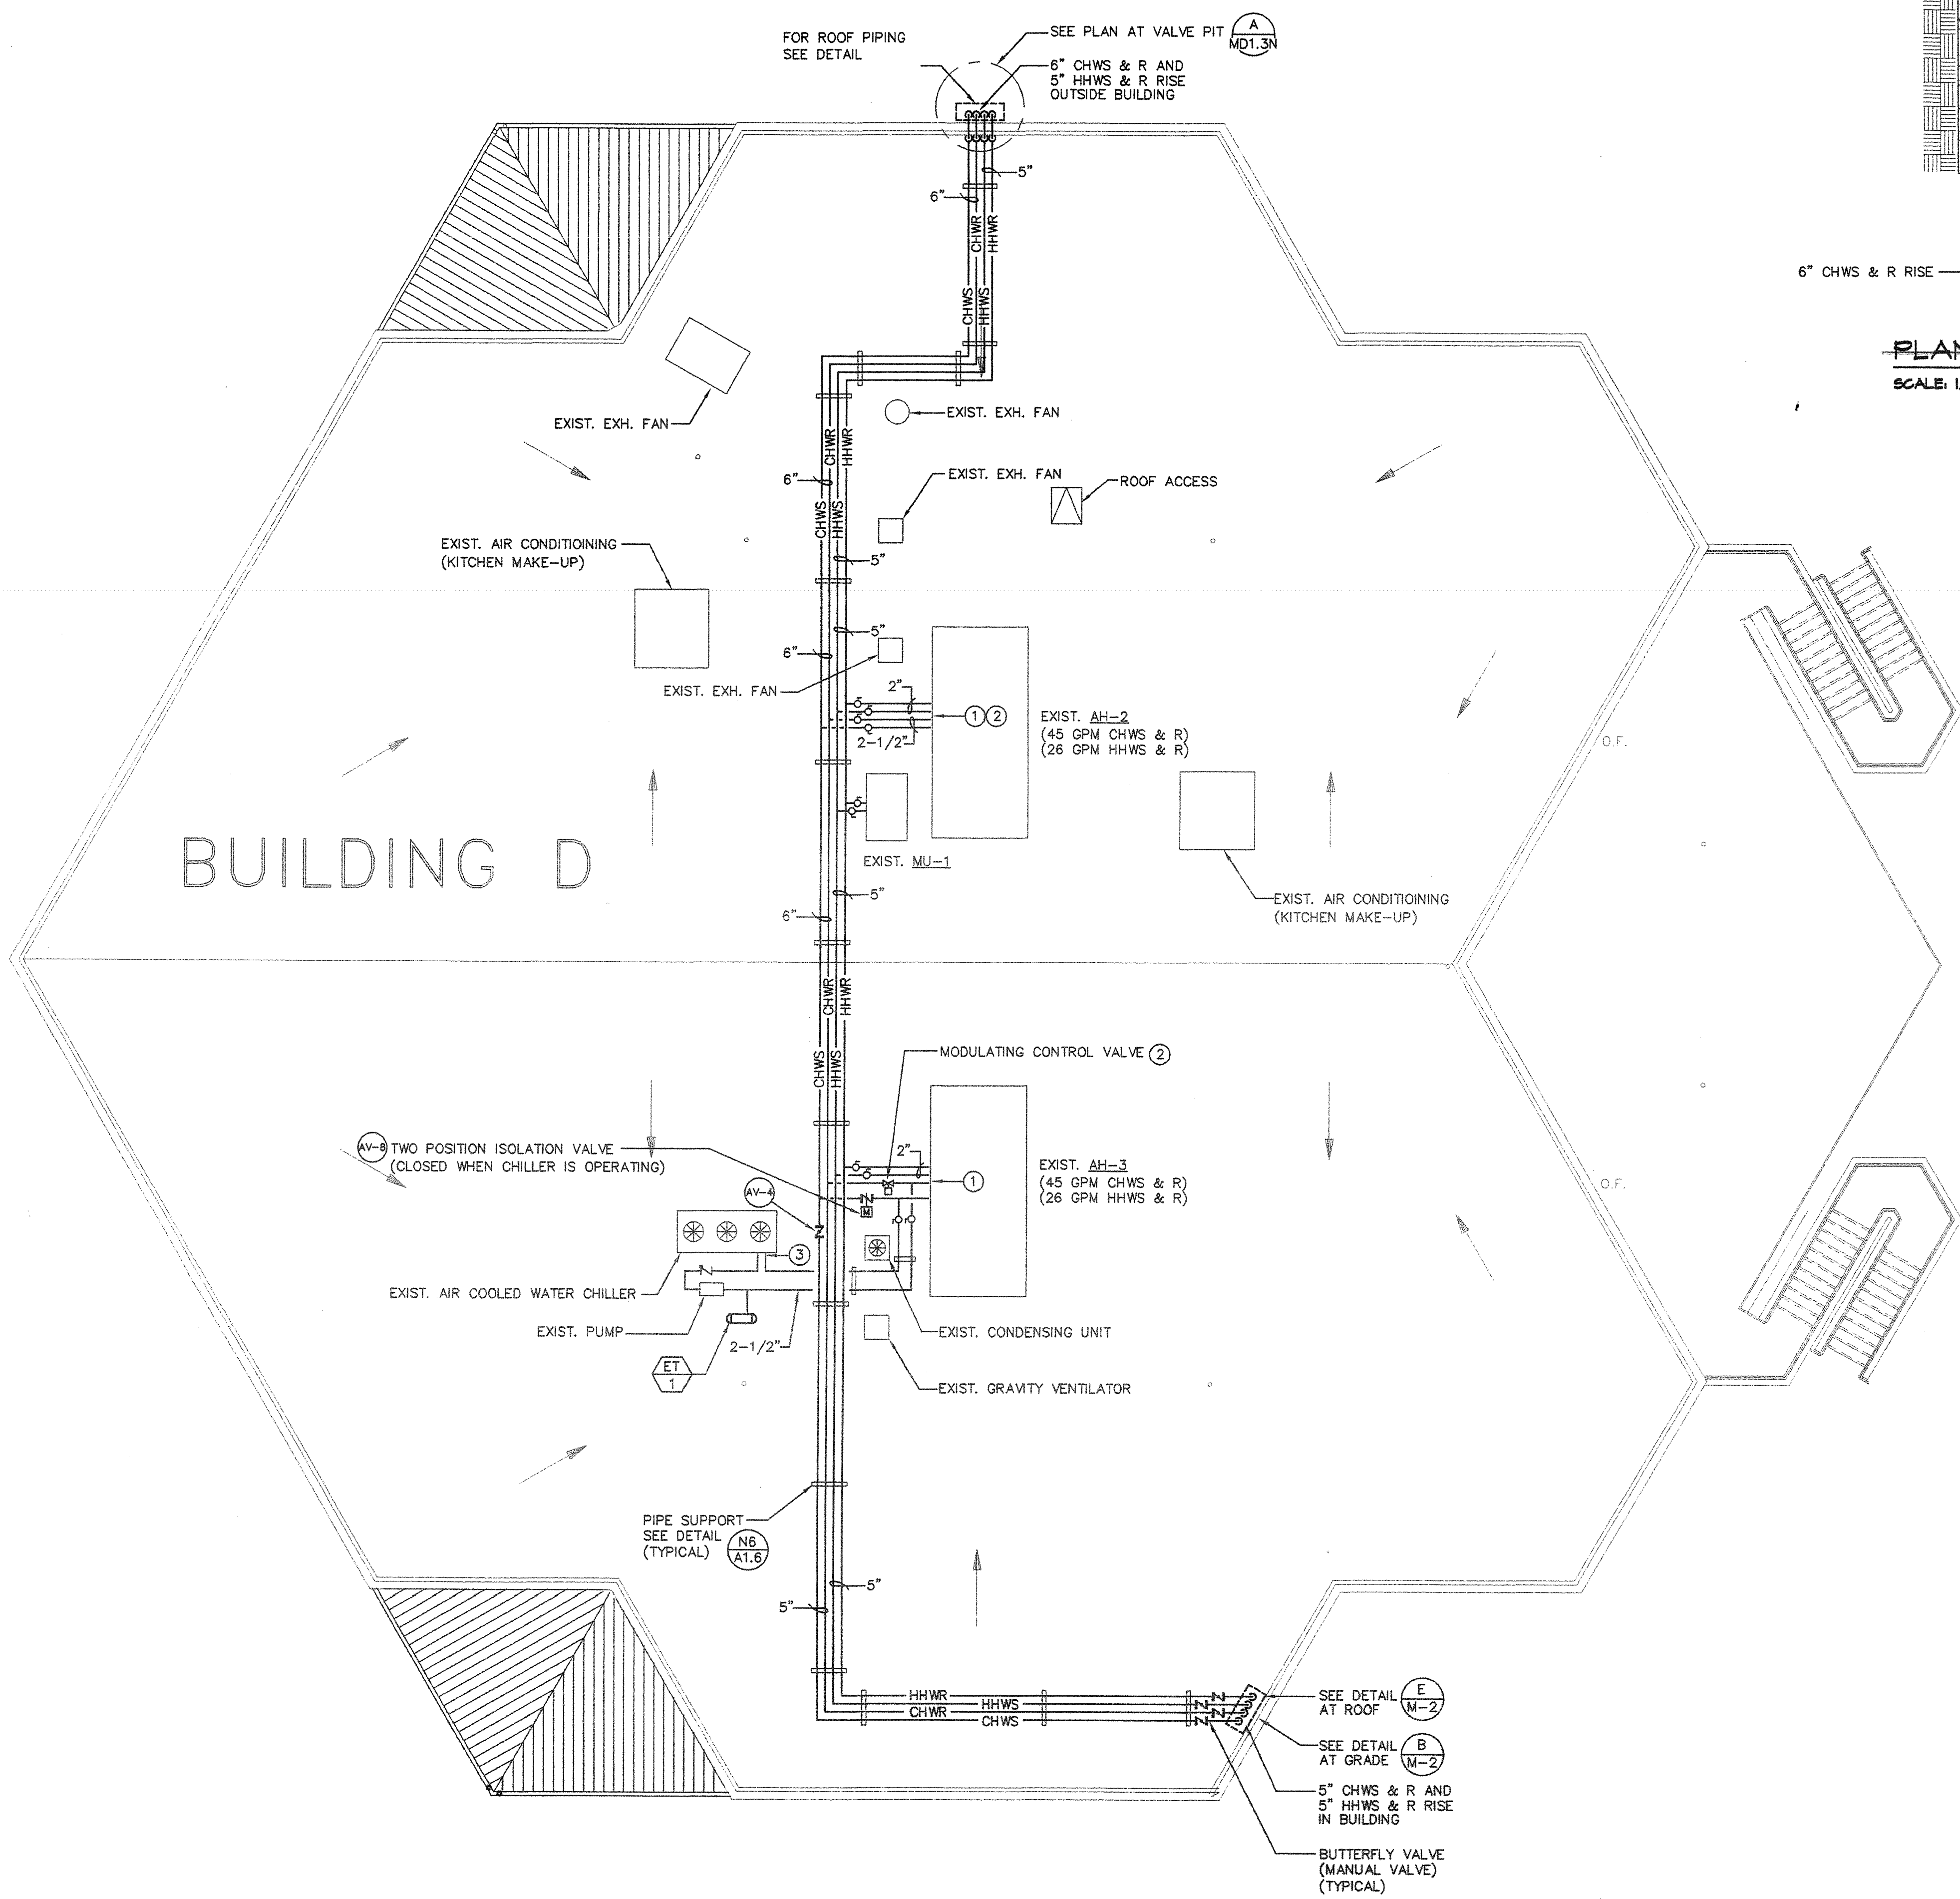 FOR ROOF PIPING
SEE DETAIL
SEE PLAN AT VALVE PIT
A
MD1.3N
6" CHWS & R AND
5" HHWS & R RISE
OUTSIDE BUILDING
5"
6"
CHWR
HHWR
CHWS
HHWS
6" CHWS & R RISE
PLAN
SCALE: 1
EXIST. EXH. FAN
EXIST. EXH. FAN
CHWR
HHWR
6"
EXIST. EXH. FAN
ROOF ACCESS
CHWS
HHWS
EXIST. AIR CONDITIOINING
(KITCHEN MAKE-UP)
5"
5"
6"
EXIST. EXH. FAN
2"
1
2
2-1/2"
EXIST. AH-2
(45 GPM CHWS & R)
(26 GPM HHWS & R)
O.F.
BUILDING D
EXIST. MU-1
5"
6"
EXIST. AIR CONDITIOINING
(KITCHEN MAKE-UP)
CHWR
HHWR
CHWS
HHWS
MODULATING CONTROL VALVE 2
AV-8
TWO POSITION ISOLATION VALVE
(CLOSED WHEN CHILLER IS OPERATING)
2"
1
EXIST. AH-3
(45 GPM CHWS & R)
(26 GPM HHWS & R)
O.F.
AV-4
M
3
EXIST. AIR COOLED WATER CHILLER
EXIST. PUMP
2-1/2"
ET
1
EXIST. CONDENSING UNIT
EXIST. GRAVITY VENTILATOR
PIPE SUPPORT
SEE DETAIL
(TYPICAL)
N6
A1.6
5"
5"
HHWR
HHWS
CHWR
CHWS
SEE DETAIL
AT ROOF
E
M-2
SEE DETAIL
AT GRADE
B
M-2
5" CHWS & R AND
5" HHWS & R RISE
IN BUILDING
BUTTERFLY VALVE
(MANUAL VALVE)
(TYPICAL)